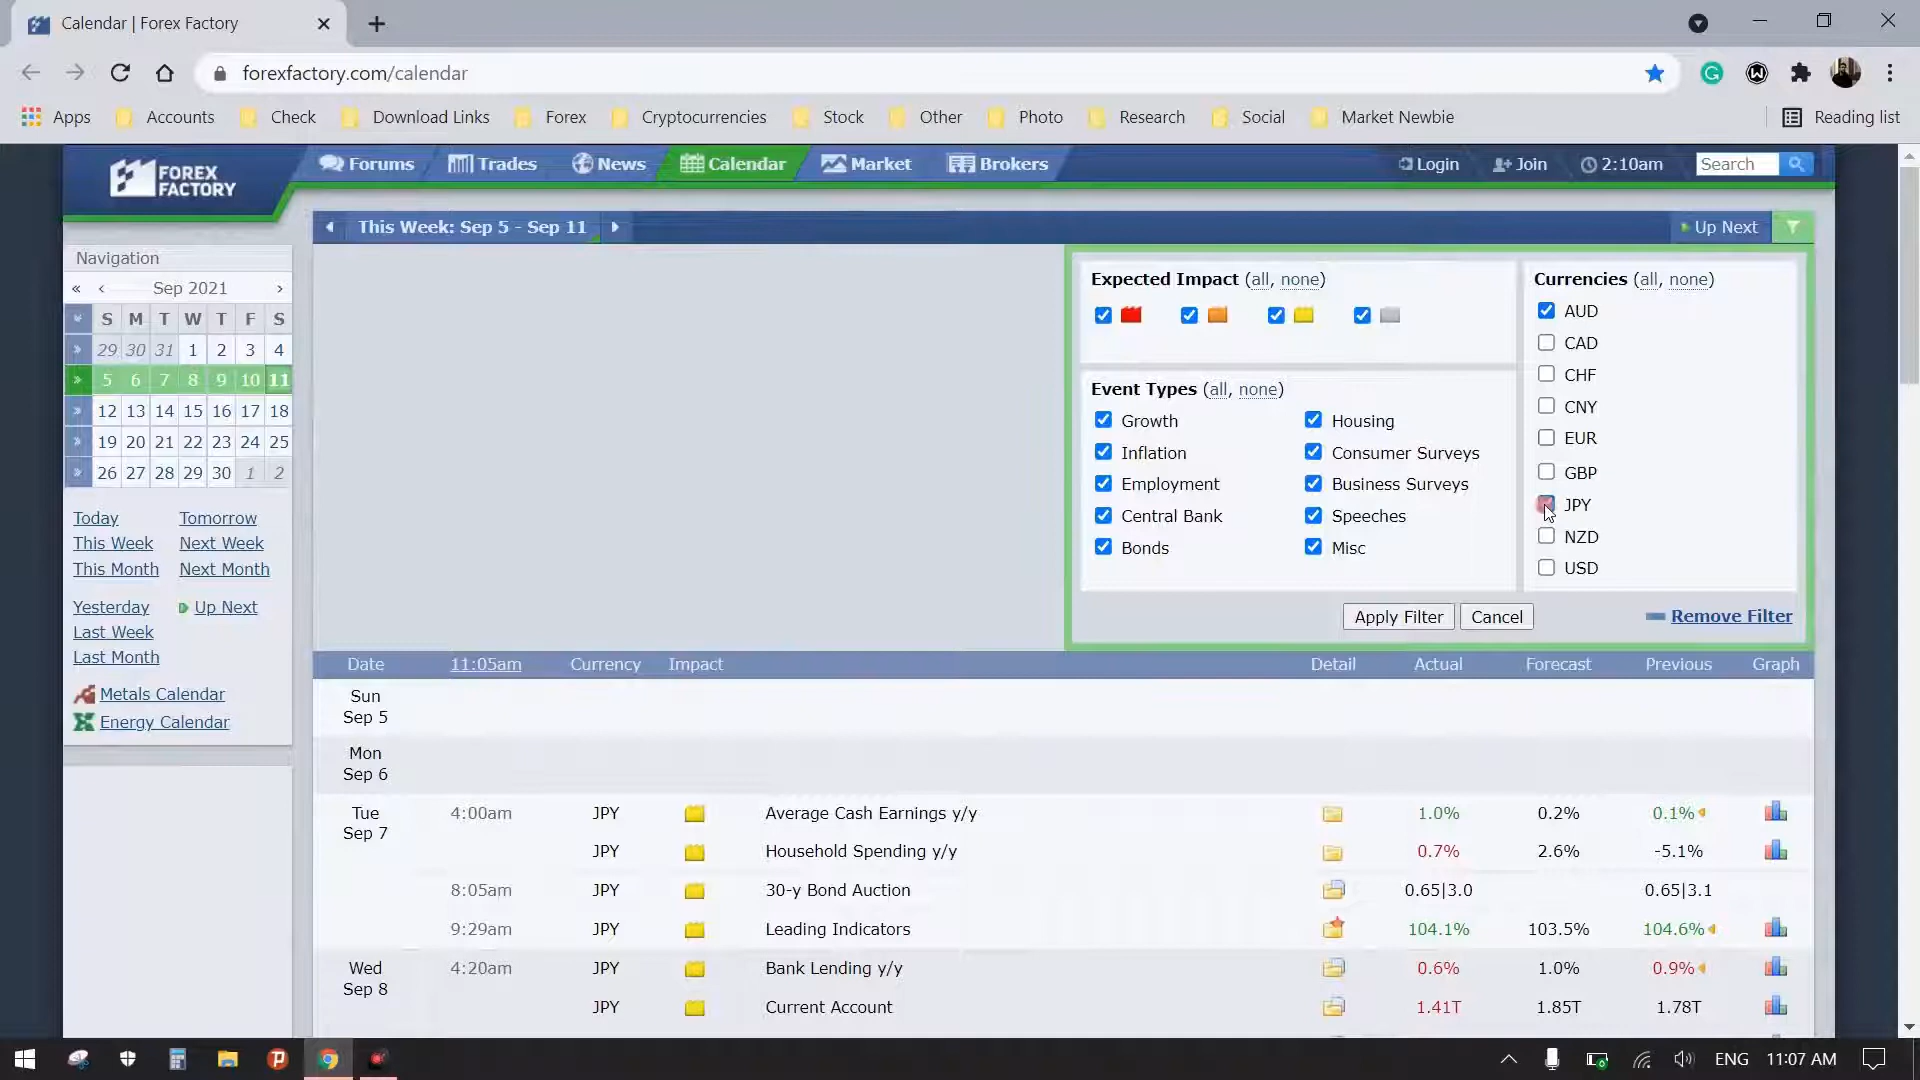 Calendar | Forex Factory
forexfactory.com/calendar
Apps Accounts Check Download Links Forex Cryptocurrencies Stock Other Photo Research Social Market Newbie Reading list
FOREX FACTORY
Forums Trades News Calendar Market Brokers Login Join 2:10am Search
This Week: Sep 5 - Sep 11 Up Next
Navigation
« ‹ Sep 2021 ›
S M T W T F S
» 29 30 31 1 2 3 4
» 5 6 7 8 9 10 11
» 12 13 14 15 16 17 18
» 19 20 21 22 23 24 25
» 26 27 28 29 30 1 2
Today Tomorrow
This Week Next Week
This Month Next Month
Yesterday Up Next
Last Week
Last Month
Metals Calendar
Energy Calendar
Expected Impact (all, none)
Event Types (all, none)
Growth Housing
Inflation Consumer Surveys
Employment Business Surveys
Central Bank Speeches
Bonds Misc
Currencies (all, none)
AUD
CAD
CHF
CNY
EUR
GBP
JPY
NZD
USD
Apply Filter Cancel Remove Filter
Date 11:05am Currency Impact Detail Actual Forecast Previous Graph
Sun
Sep 5
Mon
Sep 6
Tue
Sep 7
4:00am JPY Average Cash Earnings y/y 1.0% 0.2% 0.1%
JPY Household Spending y/y 0.7% 2.6% -5.1%
8:05am JPY 30-y Bond Auction 0.65|3.0 0.65|3.1
9:29am JPY Leading Indicators 104.1% 103.5% 104.6%
Wed
Sep 8
4:20am JPY Bank Lending y/y 0.6% 1.0% 0.9%
JPY Current Account 1.41T 1.85T 1.78T
ENG 11:07 AM